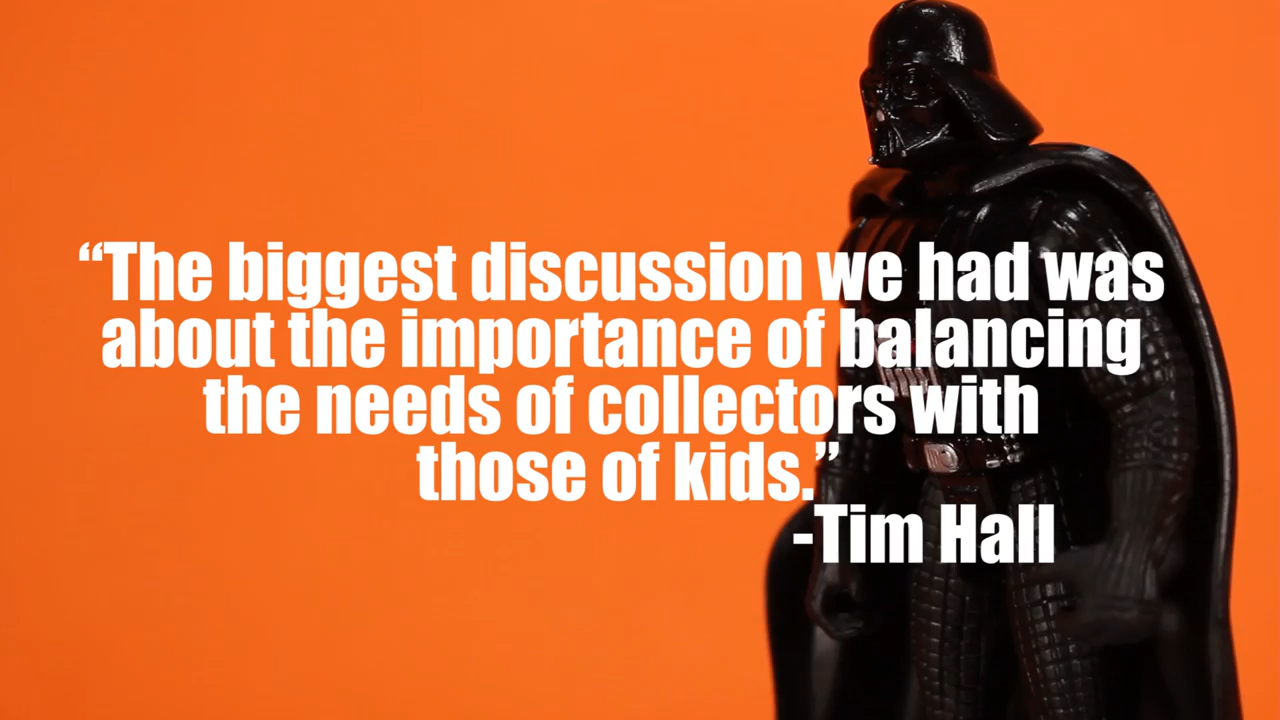 “The biggest discussion we had was
about the importance of balancing
the needs of collectors with
those of kids.”
-Tim Hall